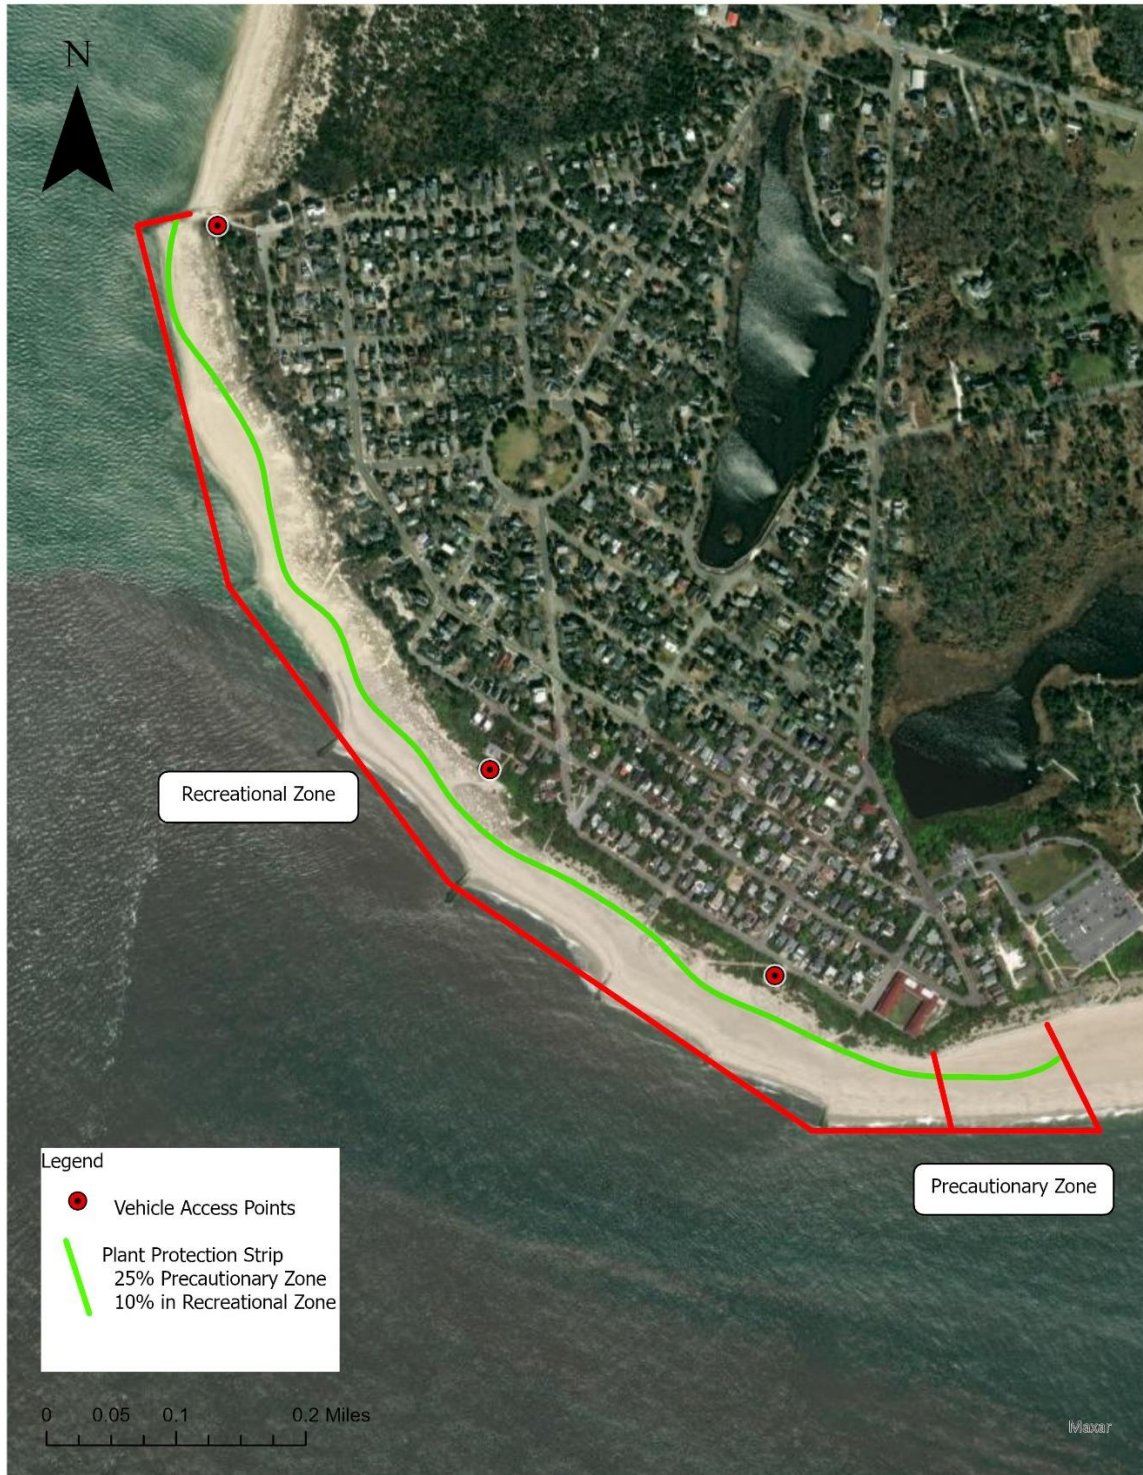 N
Recreational Zone
Precautionary Zone
Legend
Vehicle Access Points
Plant Protection Strip
25% Precautionary Zone
10% in Recreational Zone
0 0.05 0.1 0.2 Miles
Maxar